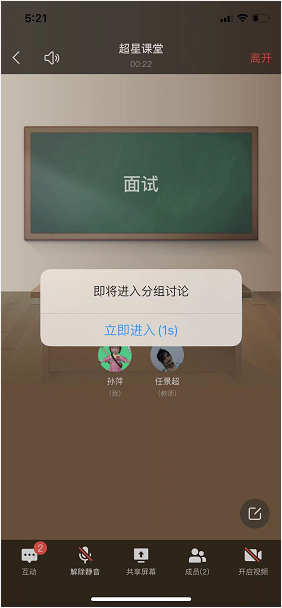 5:21
超星课堂
00:22
离开
面试
即将进入分组讨论
立即进入 (1s)
孙萍
任景超
(我)
(教师)
2
互动
解除静音
共享屏幕
成员(2)
开启视频